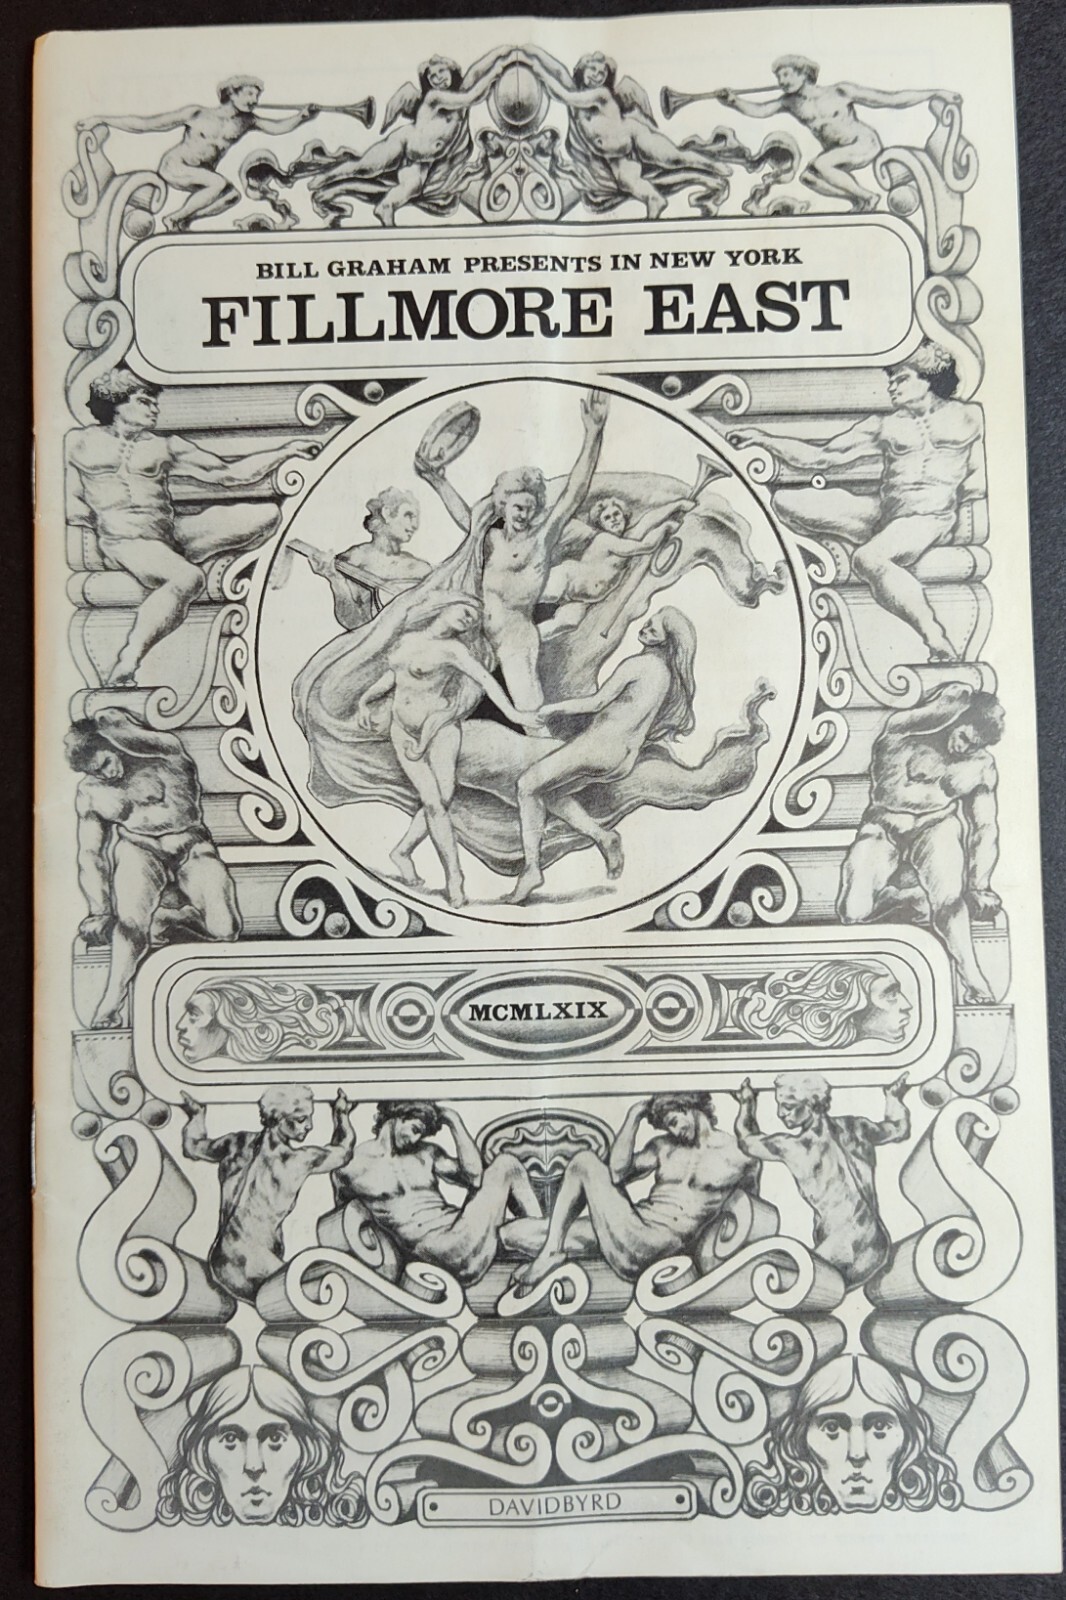 BILL GRAHAM PRESENTS IN NEW YORK
FILLMORE EAST
MCMLXIX
DAVIDBYRD